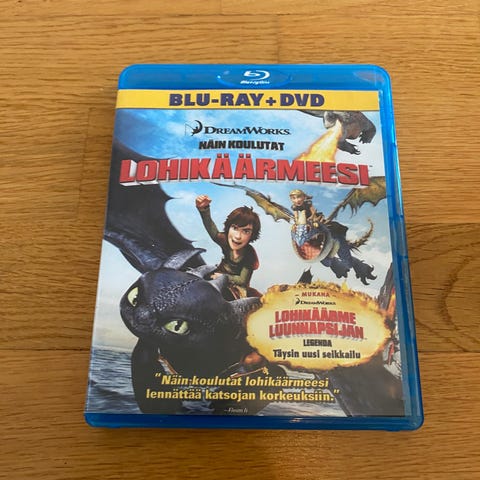 Blu-ray Disc
BLU-RAY + DVD
DREAMWORKS
NÄIN KOULUTAT
LOHIKÄÄRMEESI
– MUKANA –
DREAMWORKS
LOHIKÄÄRME
LUUNNAPSIJAN
LEGENDA
Täysin uusi seikkailu
"Näin koulutat lohikäärmeesi
lennättää katsojan korkeuksiin."